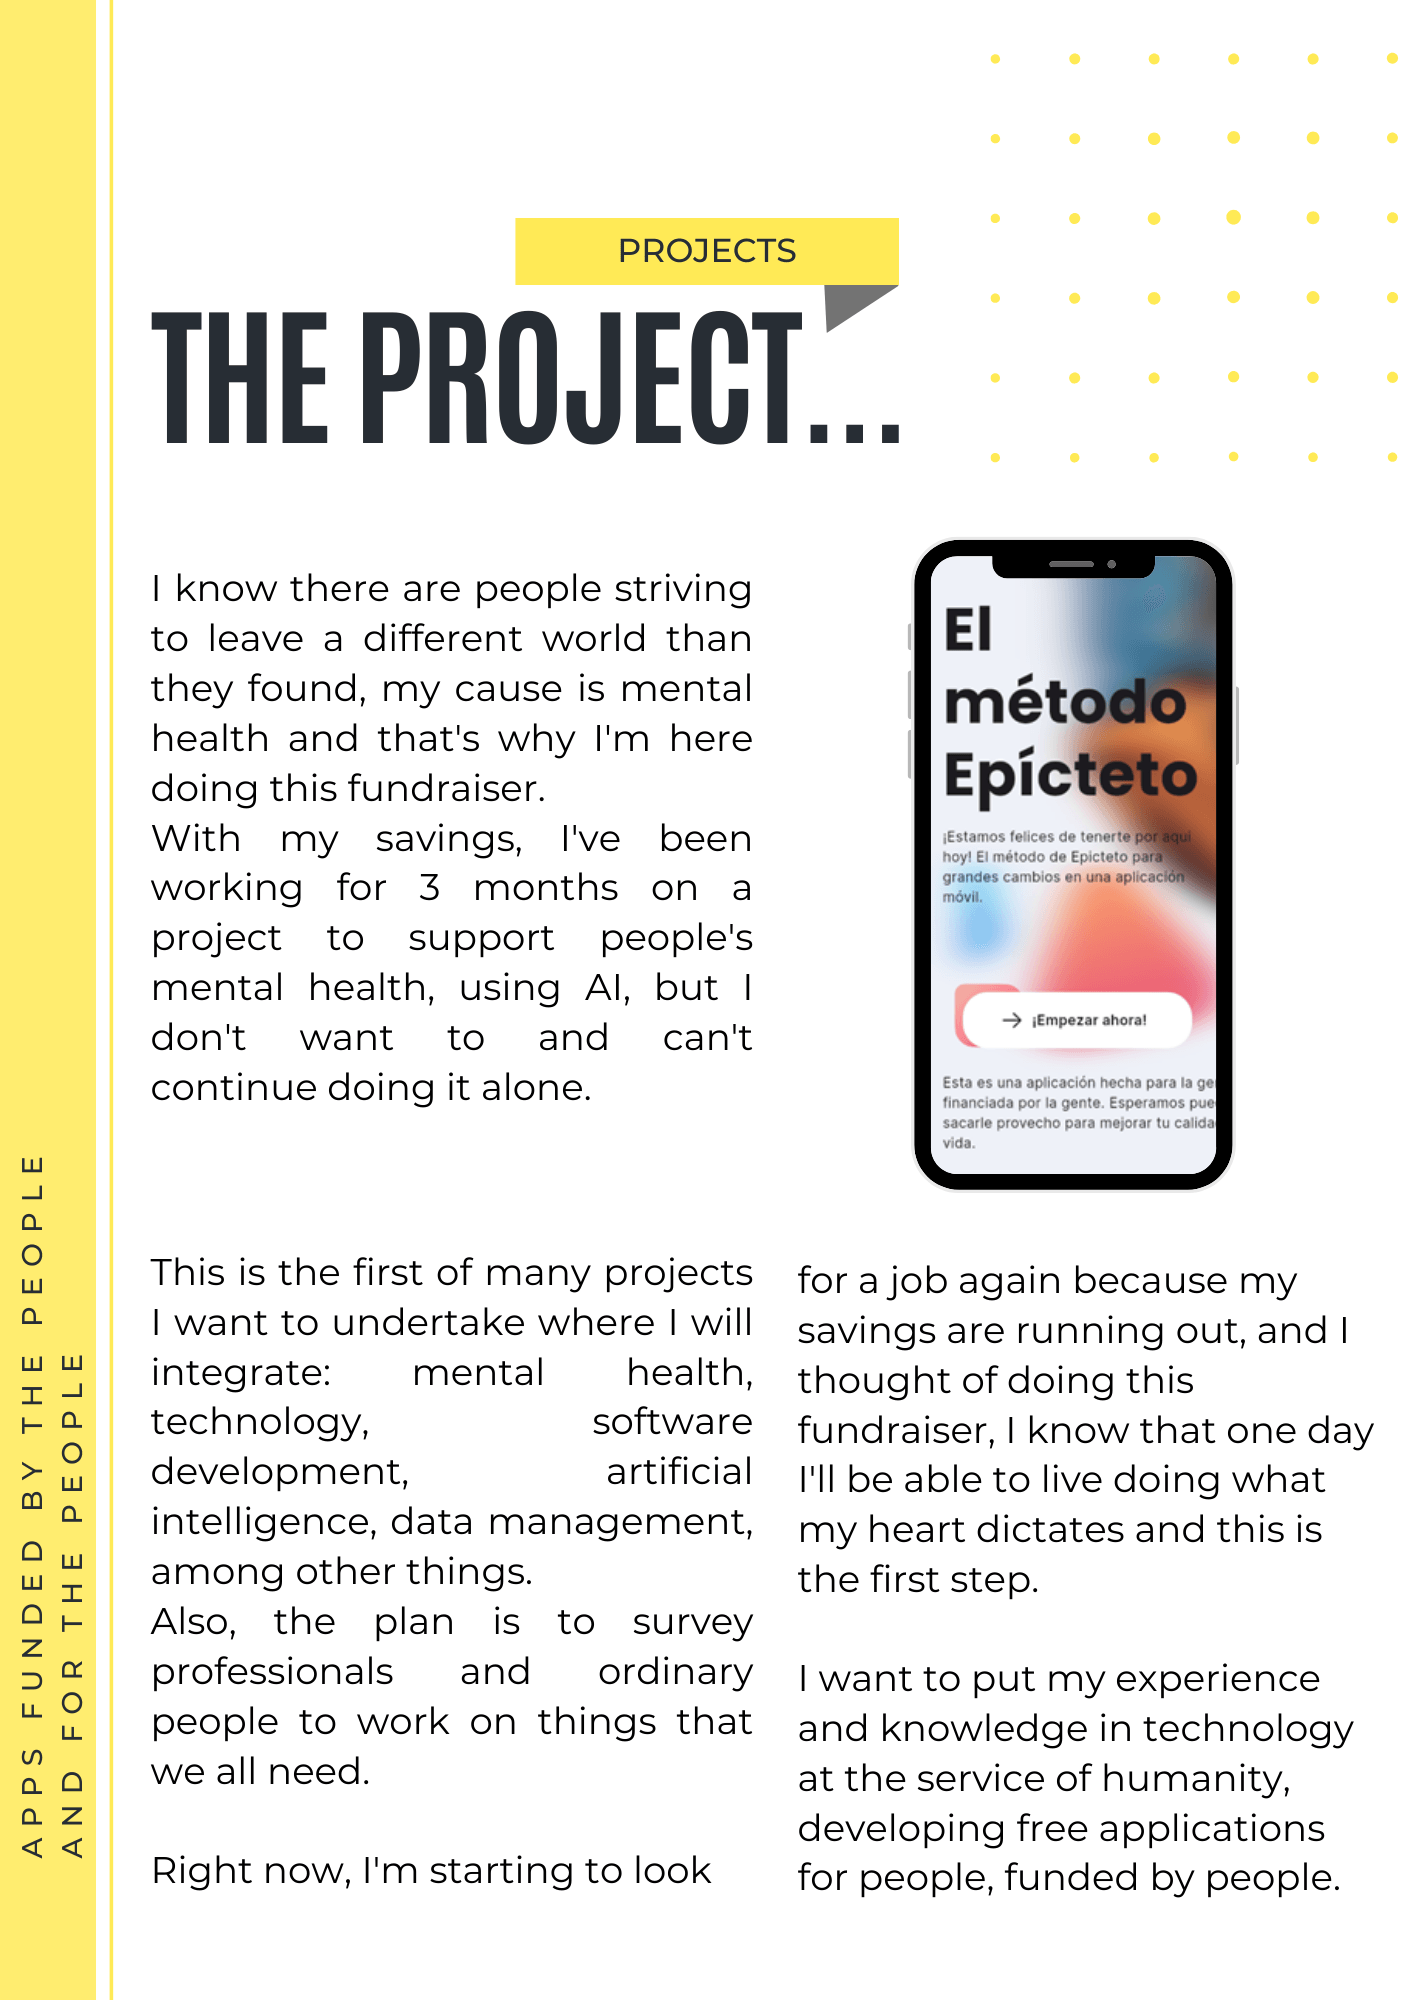 PROJECTS
THE PROJECT...
I know there are people striving
to leave a different world than
they found, my cause is mental
health and that's why I'm here
doing this fundraiser.
With my savings, I've been
working for 3 months on a
project to support people's
mental health, using AI, but I
don't want to and can't
continue doing it alone.
El
método
Epícteto
¡Estamos felices de tenerte por aquí
hoy! El método de Epicteto para
grandes cambios en una aplicación
móvil.
→ ¡Empezar ahora!
Esta es una aplicación hecha para la ge
financiada por la gente. Esperamos pue
sacarle provecho para mejorar tu calida
vida.
This is the first of many projects
I want to undertake where I will
integrate: mental health,
technology, software
development, artificial
intelligence, data management,
among other things.
Also, the plan is to survey
professionals and ordinary
people to work on things that
we all need.
Right now, I'm starting to look
for a job again because my
savings are running out, and I
thought of doing this
fundraiser, I know that one day
I'll be able to live doing what
my heart dictates and this is
the first step.
I want to put my experience
and knowledge in technology
at the service of humanity,
developing free applications
for people, funded by people.
APPS FUNDED BY THE PEOPLE
AND FOR THE PEOPLE